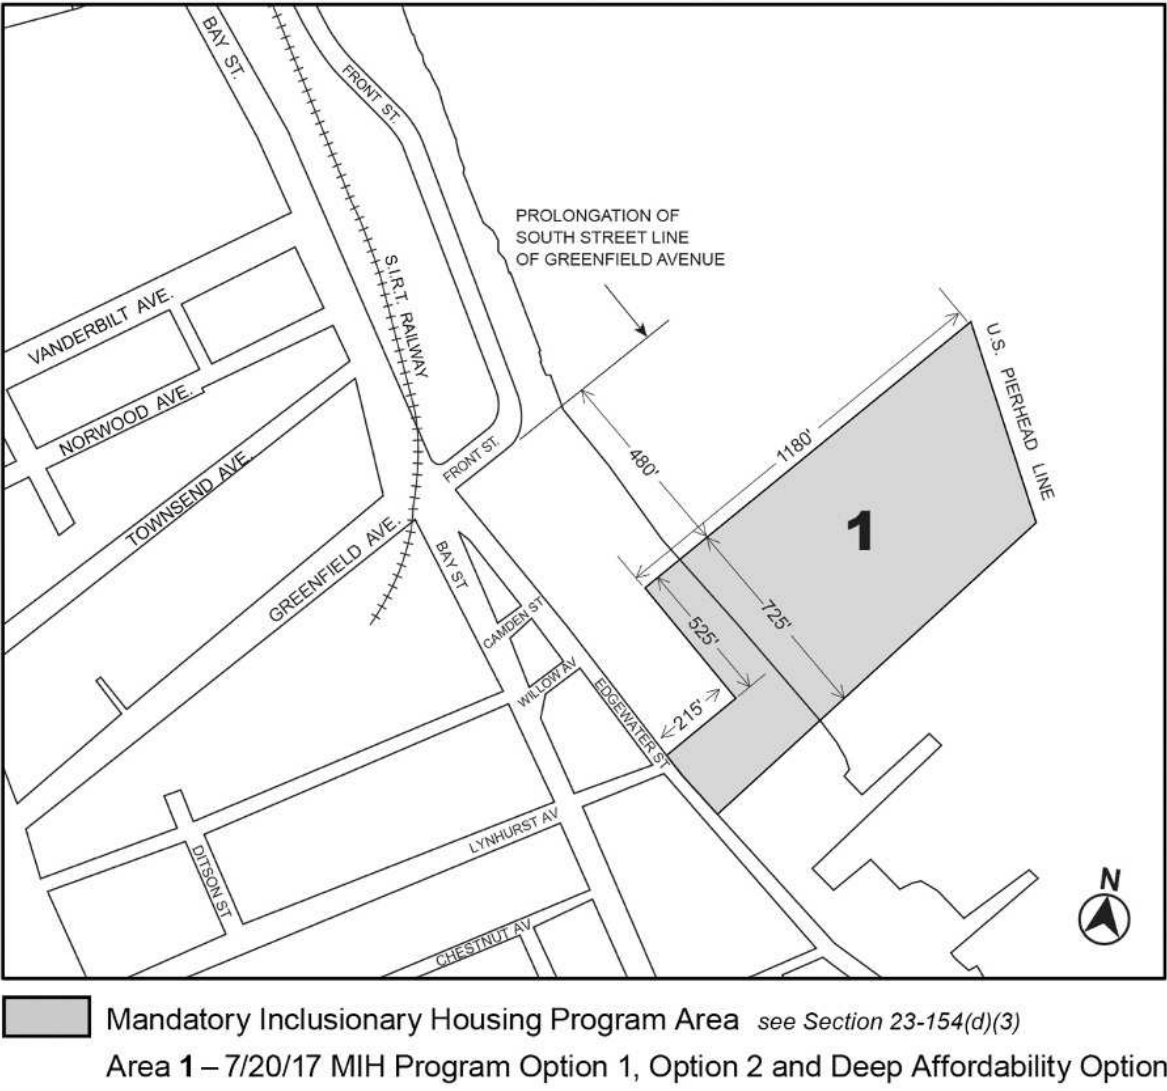 BAY ST.
FRONT ST.
PROLONGATION OF
SOUTH STREET LINE
OF GREENFIELD AVENUE
S.I.R.T. RAILWAY
VANDERBILT AVE.
NORWOOD AVE.
TOWNSEND AVE.
GREENFIELD AVE.
FRONT ST.
480'
1180'
U.S. PIERHEAD LINE
1
BAY ST
CAMDEN ST
WILLOW AV
EDGEWATER ST
525'
725'
215'
LYNHURST AV
DITSON ST
CHESTNUT AV
N
Mandatory Inclusionary Housing Program Area see Section 23-154(d)(3)
Area 1 – 7/20/17 MIH Program Option 1, Option 2 and Deep Affordability Option